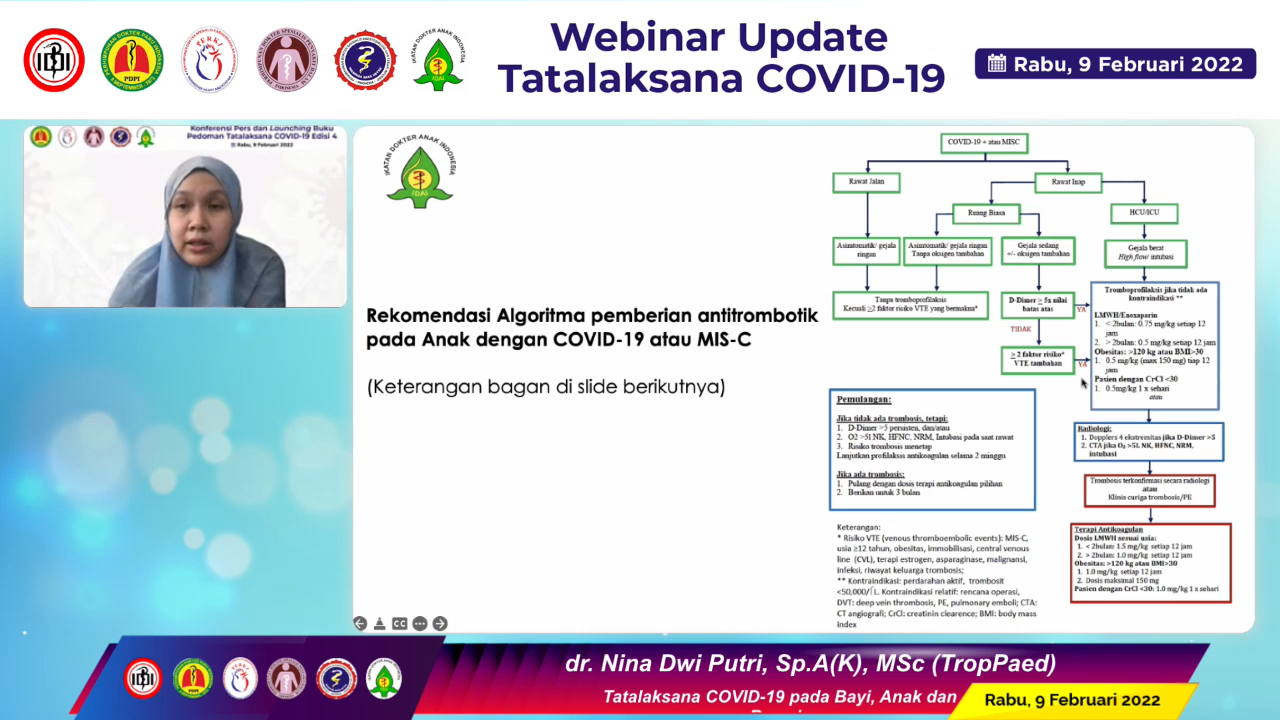 Webinar Update
Tatalaksana COVID-19
Rabu, 9 Februari 2022
PDPI
PERKI
IDAI
IKATAN DOKTER ANAK INDONESIA
Konferensi Pers dan Launching Buku
Pedoman Tatalaksana COVID-19 Edisi 4
Rabu, 9 Februari 2022
IKATAN DOKTER ANAK INDONESIA
IDAI
Rekomendasi Algoritma pemberian antitrombotik
pada Anak dengan COVID-19 atau MIS-C
(Keterangan bagan di slide berikutnya)
COVID-19 + atau MISC
Rawat Jalan
Rawat Inap
Ruang Biasa
HCU/ICU
Asimtomatik/ gejala
ringan
Asimtomatik/ gejala ringan
Tanpa oksigen tambahan
Gejala sedang
+/- oksigen tambahan
Gejala berat
High flow/ intubasi
Tanpa tromboprofilaksis
Kecuali ≥2 faktor risiko VTE yang bermakna*
D-Dimer ≥ 5x nilai
batas atas
YA
TIDAK
≥ 2 faktor risiko*
VTE tambahan
YA
Tromboprofilaksis jika tidak ada
kontraindikasi **
LMWH/Enoxaparin
1. < 2bulan: 0.75 mg/kg setiap 12
jam
2. > 2bulan: 0.5 mg/kg setiap 12 jam
Obesitas: >120 kg atau BMI>30
1. 0.5 mg/kg (max 150 mg) tiap 12
jam
Pasien dengan CrCl <30
1. 0.5mg/kg 1 x sehari
atau
Radiologi:
1. Dopplers 4 ekstremitas jika D-Dimer >5
2. CTA jika O₂ >5L NK, HFNC, NRM,
intubasi
Trombosis terkonfirmasi secara radiologi
atau
Klinis curiga trombosis/PE
Terapi Antikoagulan
Dosis LMWH sesuai usia:
1. < 2bulan: 1.5 mg/kg setiap 12 jam
2. > 2bulan: 1.0 mg/kg setiap 12 jam
Obesitas: >120 kg atau BMI>30
1. 1.0 mg/kg setiap 12 jam
2. Dosis maksimal 150 mg
Pasien dengan CrCl <30: 1.0 mg/kg 1 x sehari
Pemulangan:
Jika tidak ada trombosis, tetapi:
1. D-Dimer >5 persisten, dan/atau
2. O2 >5l NK, HFNC, NRM, Intubasi pada saat rawat
3. Risiko trombosis menetap
Lanjutkan profilaksis antikoagulan selama 2 minggu
Jika ada trombosis:
1. Pulang dengan dosis terapi antikoagulan pilihan
2. Berikan untuk 3 bulan
Keterangan:
* Risiko VTE (venous thromboembolic events): MIS-C,
usia ≥12 tahun, obesitas, immobilisasi, central venous
line (CVL), terapi estrogen, asparaginase, malignansi,
infeksi, riwayat keluarga trombosis;
** Kontraindikasi: perdarahan aktif, trombosit
<50,000/ L. Kontraindikasi relatif: rencana operasi,
DVT: deep vein thrombosis, PE, pulmonary emboli; CTA:
CT angiografi; CrCl: creatinin clearence; BMI: body mass
index
CC
dr. Nina Dwi Putri, Sp.A(K), MSc (TropPaed)
Tatalaksana COVID-19 pada Bayi, Anak dan
Rabu, 9 Februari 2022